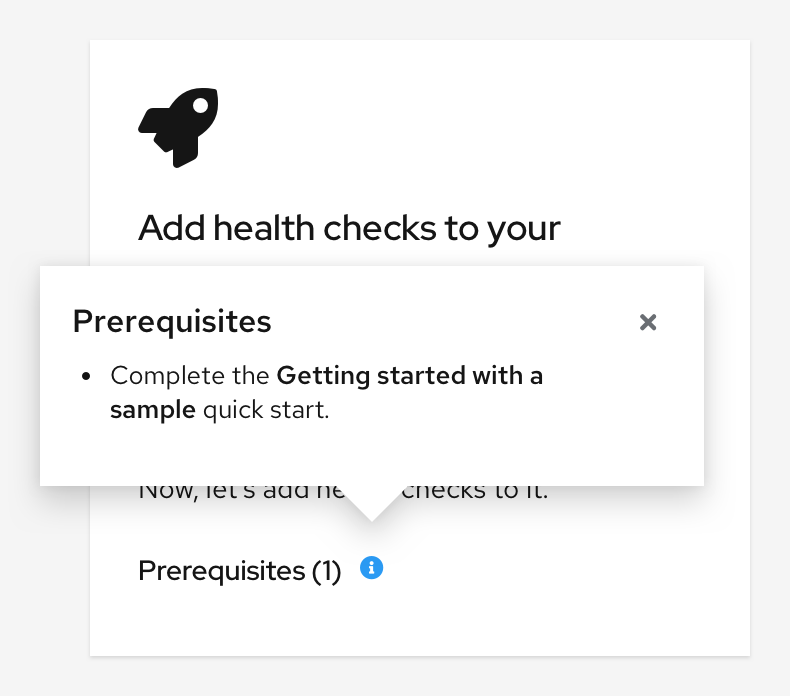 Add health checks to your
Prerequisites
• Complete the Getting started with a
sample quick start.
Now, let's add he checks to it.
Prerequisites (1)